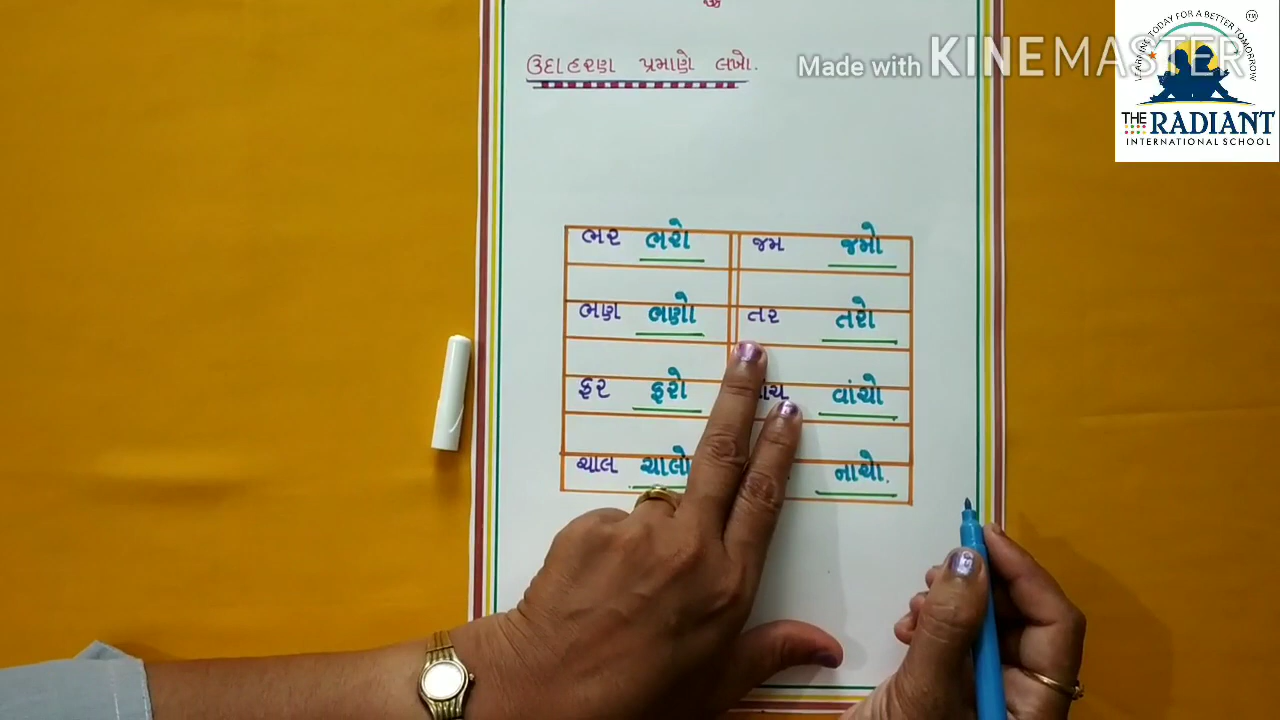 ઉદાહરણ પ્રમાણે લખો.
Made with KINEMASTER
LEARNING TODAY FOR A BETTER TOMORROW
TM
THE RADIANT
INTERNATIONAL SCHOOL
ભર ભરો જમ જમો
ભણ ભણો તર તરો
ફર ફરો વાંચો
ચાલ ચાલો નાચો.